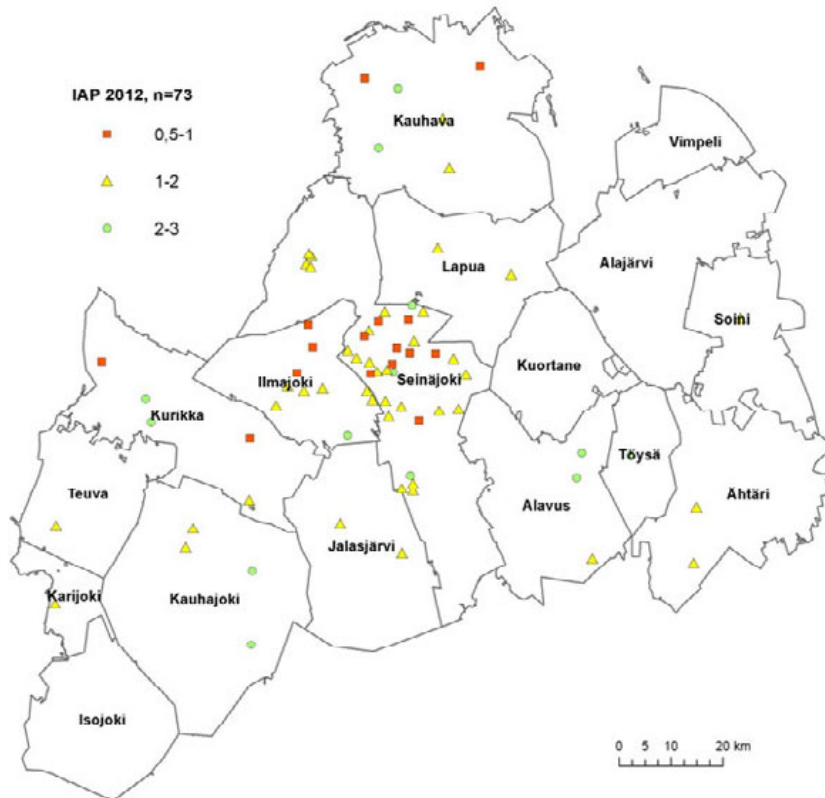 IAP 2012, n=73
0,5-1
1-2
2-3
Kauhava
Vimpeli
Lapua
Alajärvi
Soini
Kuortane
Ilmajoki
Seinäjoki
Kurikka
Töysä
Teuva
Alavus
Ähtäri
Jalasjärvi
Karijoki
Kauhajoki
Isojoki
0 5 10 20 km